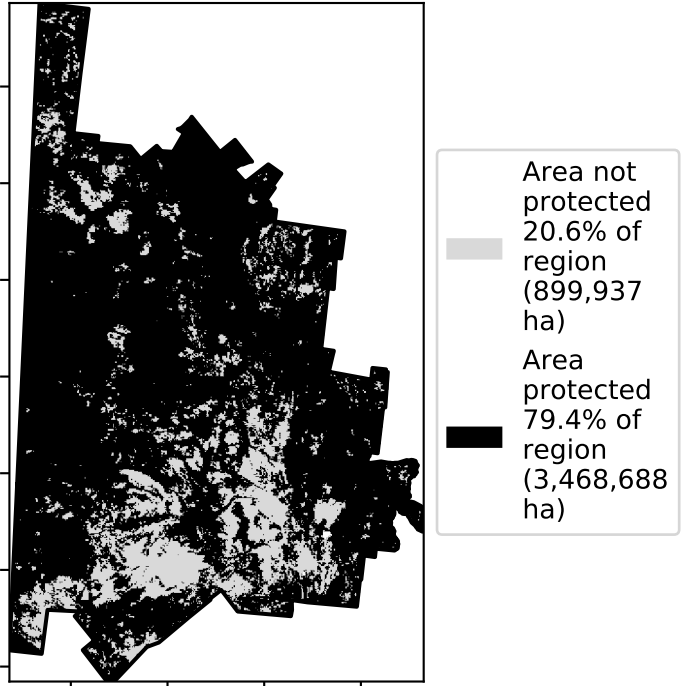 Area not
protected
20.6% of
region
(899,937
ha)
Area
protected
79.4% of
region
(3,468,688
ha)